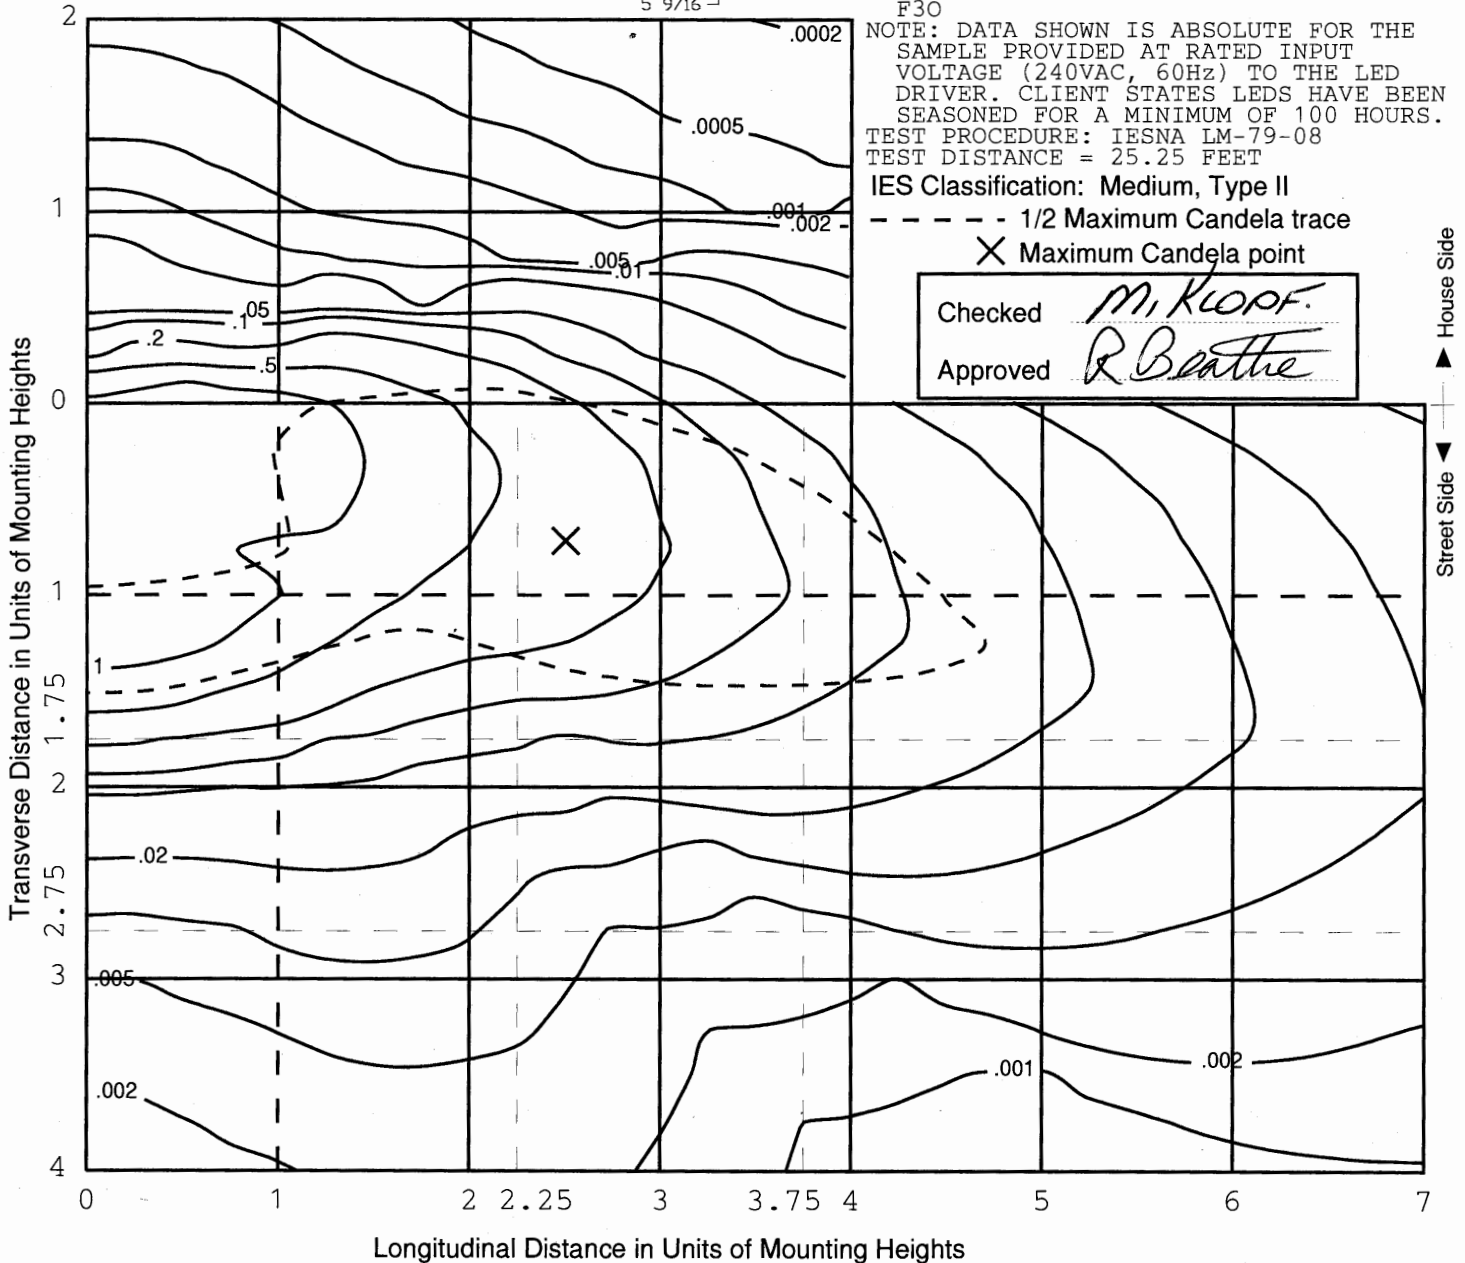 5 9/16
F30
NOTE: DATA SHOWN IS ABSOLUTE FOR THE
SAMPLE PROVIDED AT RATED INPUT
VOLTAGE (240VAC, 60Hz) TO THE LED
DRIVER. CLIENT STATES LEDS HAVE BEEN
SEASONED FOR A MINIMUM OF 100 HOURS.
TEST PROCEDURE: IESNA LM-79-08
TEST DISTANCE = 25.25 FEET
IES Classification: Medium, Type II
1/2 Maximum Candela trace
Maximum Candela point
Checked M. KLOPF.
Approved R Beathe
House Side
Street Side
Transverse Distance in Units of Mounting Heights
2
1
0
1
1.75
2
2.75
3
4
.0002
.0005
.001
.002
.005
.01
.05
.1
.2
.5
1
.02
.005
.002
.001
.002
0 1 2 2.25 3 3.75 4 5 6 7
Longitudinal Distance in Units of Mounting Heights